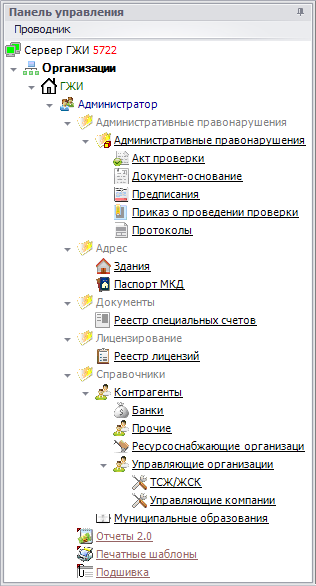 Панель управления
Проводник
Сервер ГЖИ 5722
Организации
ГЖИ
Администратор
Административные правонарушения
Административные правонарушения
Акт проверки
Документ-основание
Предписания
Приказ о проведении проверки
Протоколы
Адрес
Здания
Паспорт МКД
Документы
Реестр специальных счетов
Лицензирование
Реестр лицензий
Справочники
Контрагенты
Банки
Прочие
Ресурсоснабжающие организаци
Управляющие организации
ТСЖ/ЖСК
Управляющие компании
Муниципальные образования
Отчеты 2.0
Печатные шаблоны
Подшивка